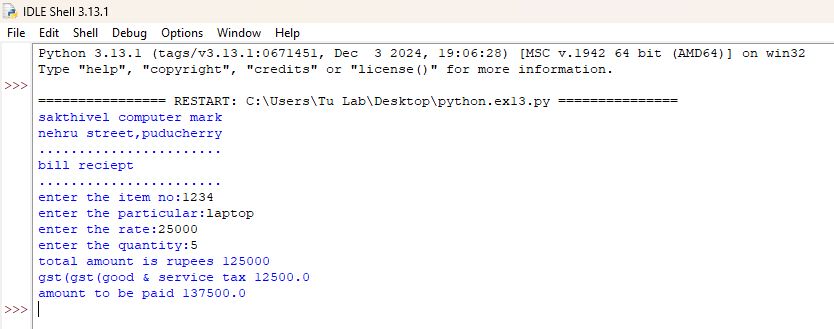 IDLE Shell 3.13.1
File Edit Shell Debug Options Window Help
Python 3.13.1 (tags/v3.13.1:0671451, Dec  3 2024, 19:06:28) [MSC v.1942 64 bit (AMD64)] on win32
Type "help", "copyright", "credits" or "license()" for more information.
>>>
================ RESTART: C:\Users\Tu Lab\Desktop\python.ex13.py ===============
sakthivel computer mark
nehru street,puducherry
.......................
bill reciept
.......................
enter the item no:1234
enter the particular:laptop
enter the rate:25000
enter the quantity:5
total amount is rupees 125000
gst(gst(good & service tax 12500.0
amount to be paid 137500.0
>>>